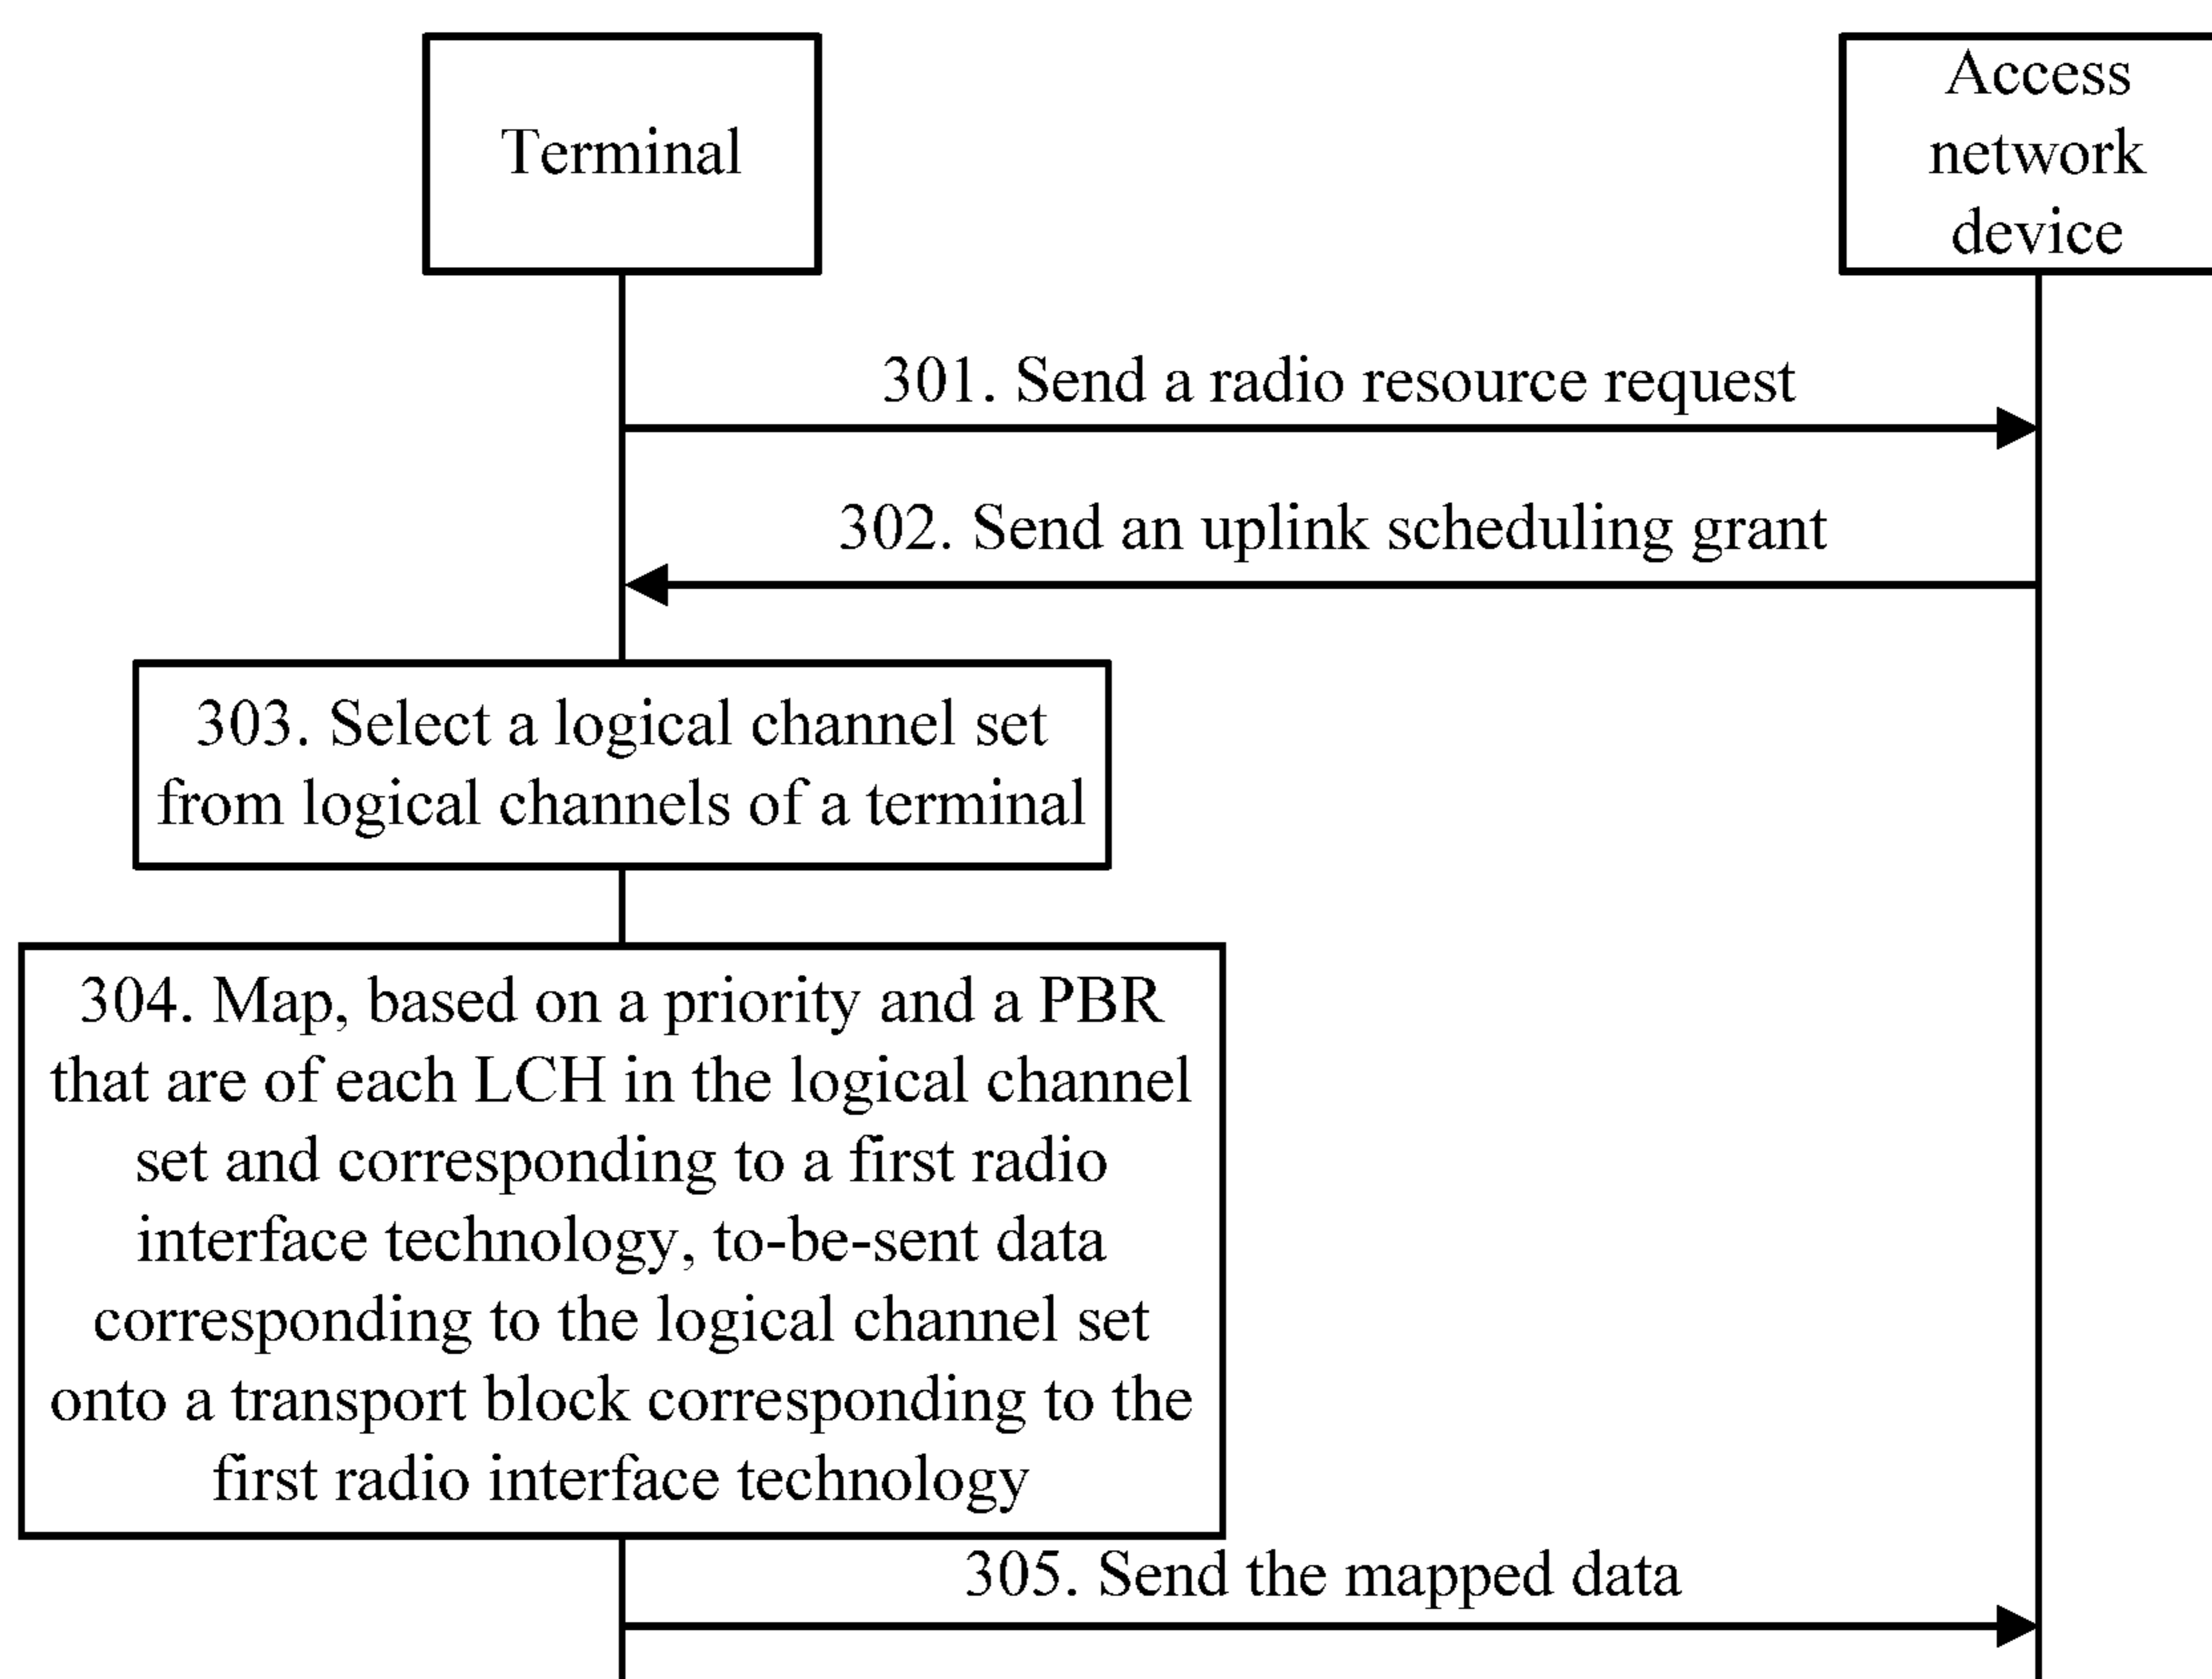 Terminal
Access
network
device
301. Send a radio resource request
302. Send an uplink scheduling grant
303. Select a logical channel set
from logical channels of a terminal
304. Map, based on a priority and a PBR
that are of each LCH in the logical channel
set and corresponding to a first radio
interface technology, to-be-sent data
corresponding to the logical channel set
onto a transport block corresponding to the
first radio interface technology
305. Send the mapped data